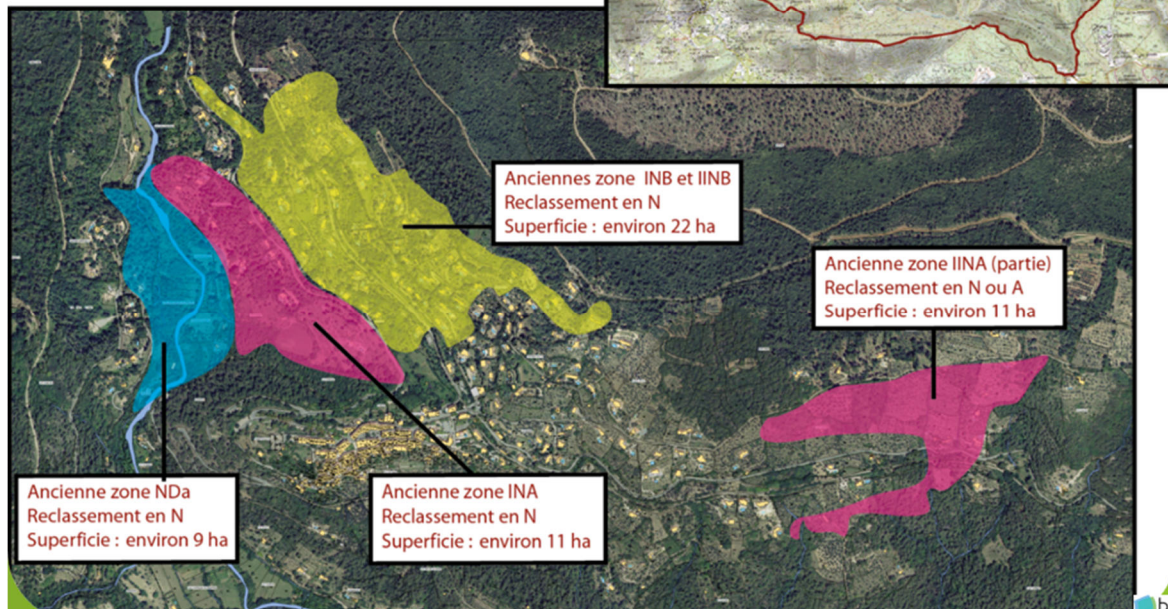 Anciennes zone INB et IINB
Reclassement en N
Superficie : environ 22 ha
Ancienne zone IINA (partie)
Reclassement en N ou A
Superficie : environ 11 ha
Ancienne zone NDa
Reclassement en N
Superficie : environ 9 ha
Ancienne zone INA
Reclassement en N
Superficie : environ 11 ha